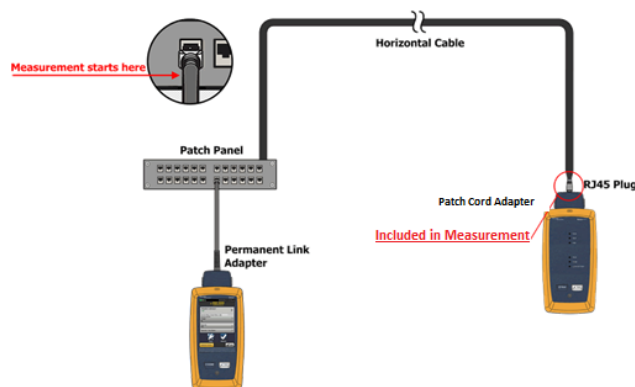 Horizontal Cable
Measurement starts here
Patch Panel
RJ45 Plug
Patch Cord Adapter
Included in Measurement
Permanent Link
Adapter